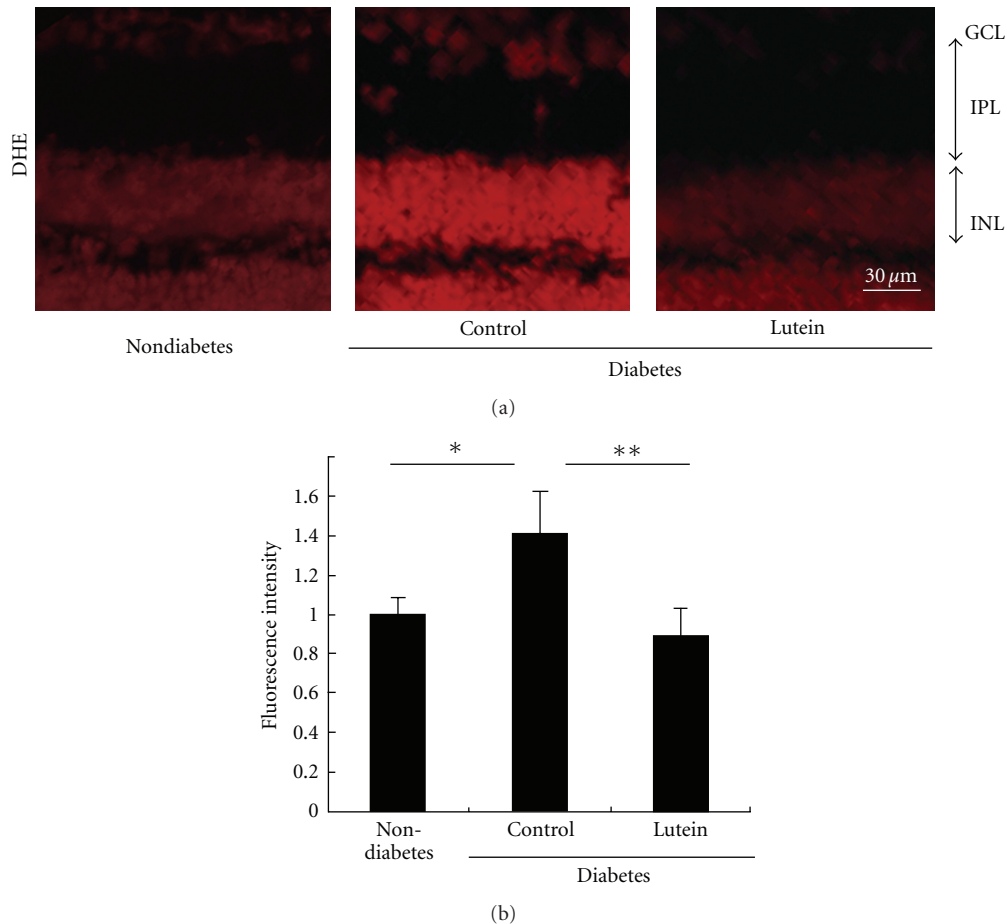 DHE
GCL
IPL
INL
30 μm
Nondiabetes
Control
Lutein
Diabetes
(a)
* **
Fluorescence intensity
1.6
1.4
1.2
1
0.8
0.6
0.4
0.2
0
Non-
diabetes
Control
Lutein
Diabetes
(b)